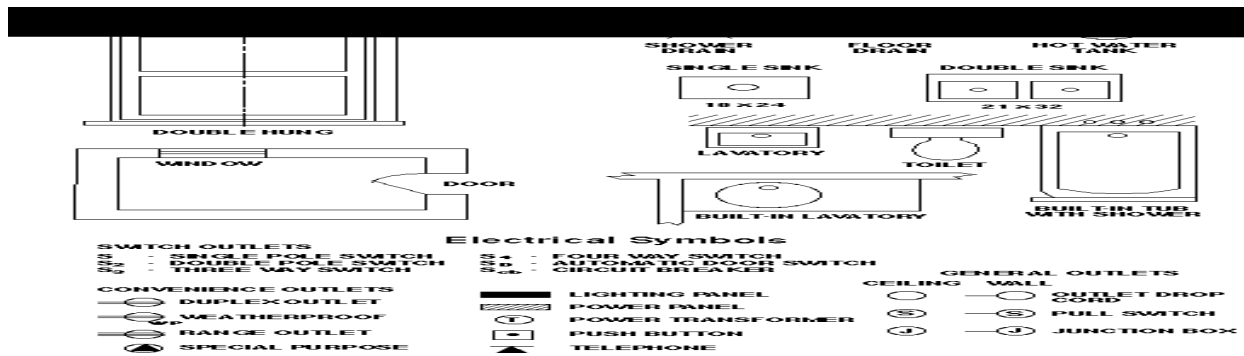 SHOWER DRAIN
FLOOR DRAIN
HOT WATER TANK
SINGLE SINK
DOUBLE SINK
18 X 24
21 X 32
DOUBLE HUNG
LAVATORY
TOILET
WINDOW
DOOR
BUILT-IN LAVATORY
BUILT-IN TUB
WITH SHOWER
Electrical Symbols
SWITCH OUTLETS
S - SINGLE POLE SWITCH
S2 - DOUBLE POLE SWITCH
S3 - THREE WAY SWITCH
S4 - FOUR WAY SWITCH
SD - AUTOMATIC DOOR SWITCH
Scb - CIRCUIT BREAKER
CONVENIENCE OUTLETS
DUPLEX OUTLET
WEATHERPROOF
WP
RANGE OUTLET
SPECIAL PURPOSE
LIGHTING PANEL
POWER PANEL
T POWER TRANSFORMER
PUSH BUTTON
TELEPHONE
GENERAL OUTLETS
CEILING WALL
OUTLET DROP
CORD
S S PULL SWITCH
J J JUNCTION BOX